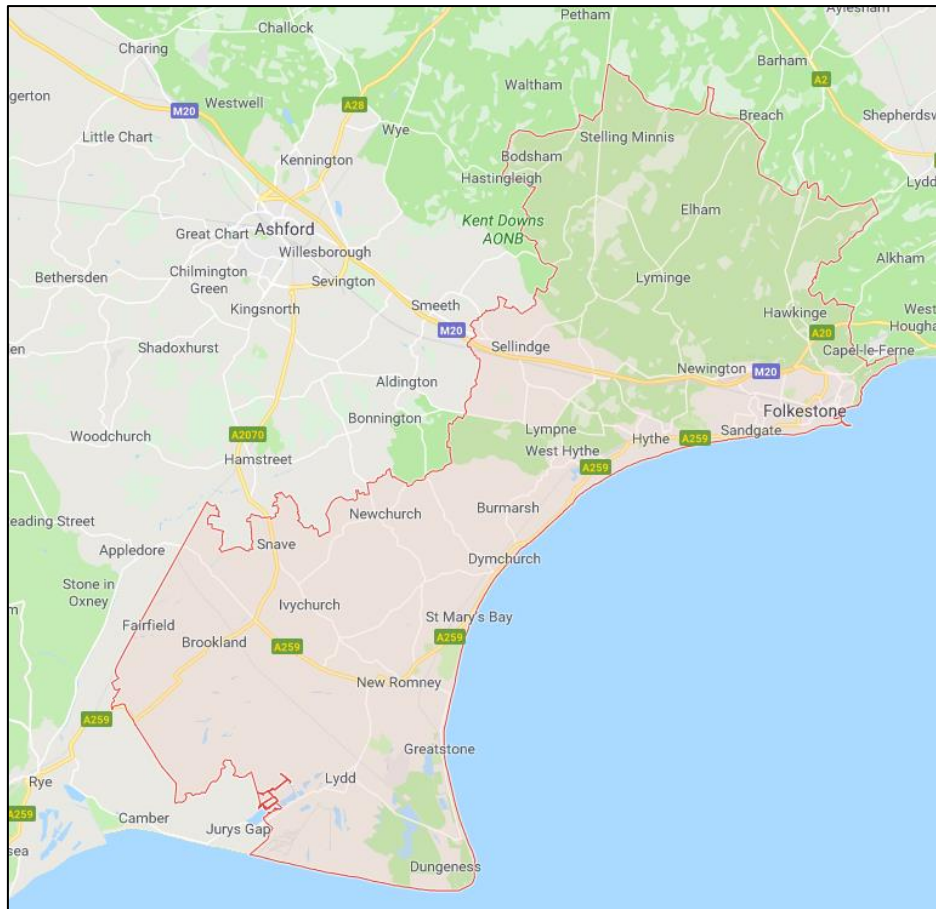 Petham
Aylesham
Challock
Charing
Barham
Waltham
A2
gerton
Westwell
A28
M20
Breach
Shepherdsw
Wye
Little Chart
Stelling Minnis
Kennington
Bodsham
Lydd
Hastingleigh
Elham
Kent Downs
AONB
Great Chart
Ashford
Willesborough
Alkham
Bethersden
Chilmington
Green
Sevington
Lyminge
Kingsnorth
Smeeth
Hawkinge
West
Hougha
M20
A20
en
Shadoxhurst
Sellindge
Capel-le-Ferne
Newington
M20
Aldington
Bonnington
Folkestone
Woodchurch
A2070
Lympne
Sandgate
Hythe
A259
Hamstreet
West Hythe
A259
Newchurch
Burmarsh
eading Street
Snave
Appledore
Dymchurch
Stone in
Oxney
Ivychurch
m
St Mary's Bay
Fairfield
Brookland
A259
A259
New Romney
A259
Greatstone
Rye
Lydd
A259
Camber
Jurys Gap
sea
Dungeness